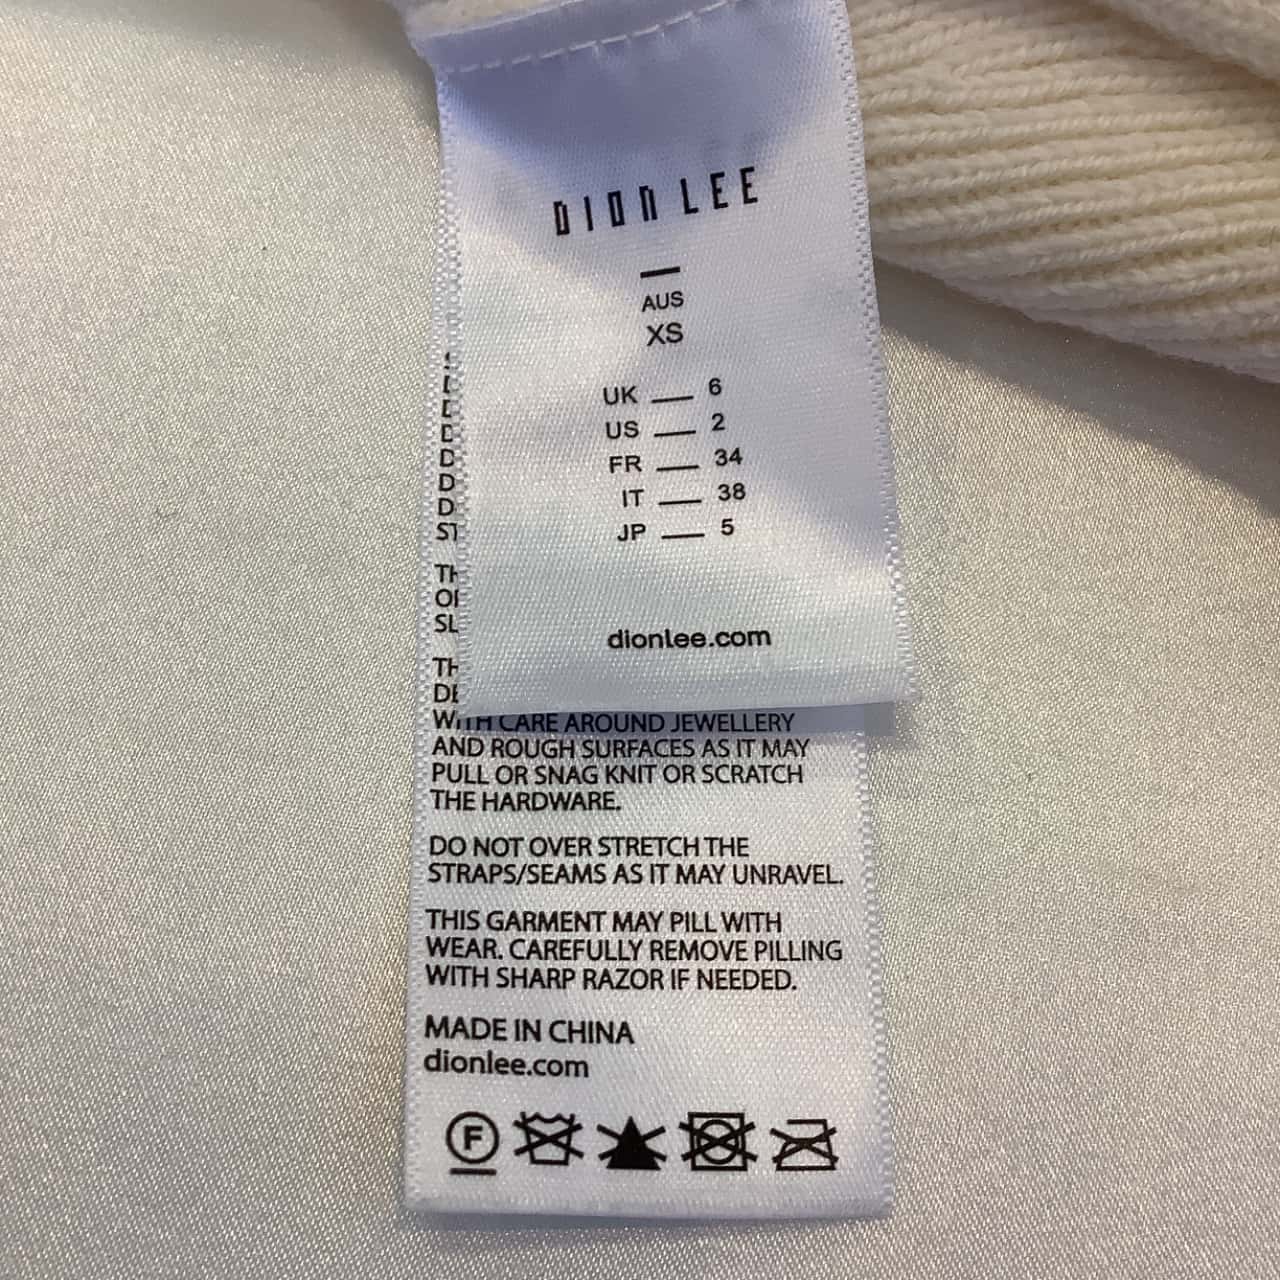 DION LEE
AUS
XS
UK — 6
US — 2
FR — 34
IT — 38
JP — 5
dionlee.com
WITH CARE AROUND JEWELLERY
AND ROUGH SURFACES AS IT MAY
PULL OR SNAG KNIT OR SCRATCH
THE HARDWARE.
DO NOT OVER STRETCH THE
STRAPS/SEAMS AS IT MAY UNRAVEL.
THIS GARMENT MAY PILL WITH
WEAR. CAREFULLY REMOVE PILLING
WITH SHARP RAZOR IF NEEDED.
MADE IN CHINA
dionlee.com
F